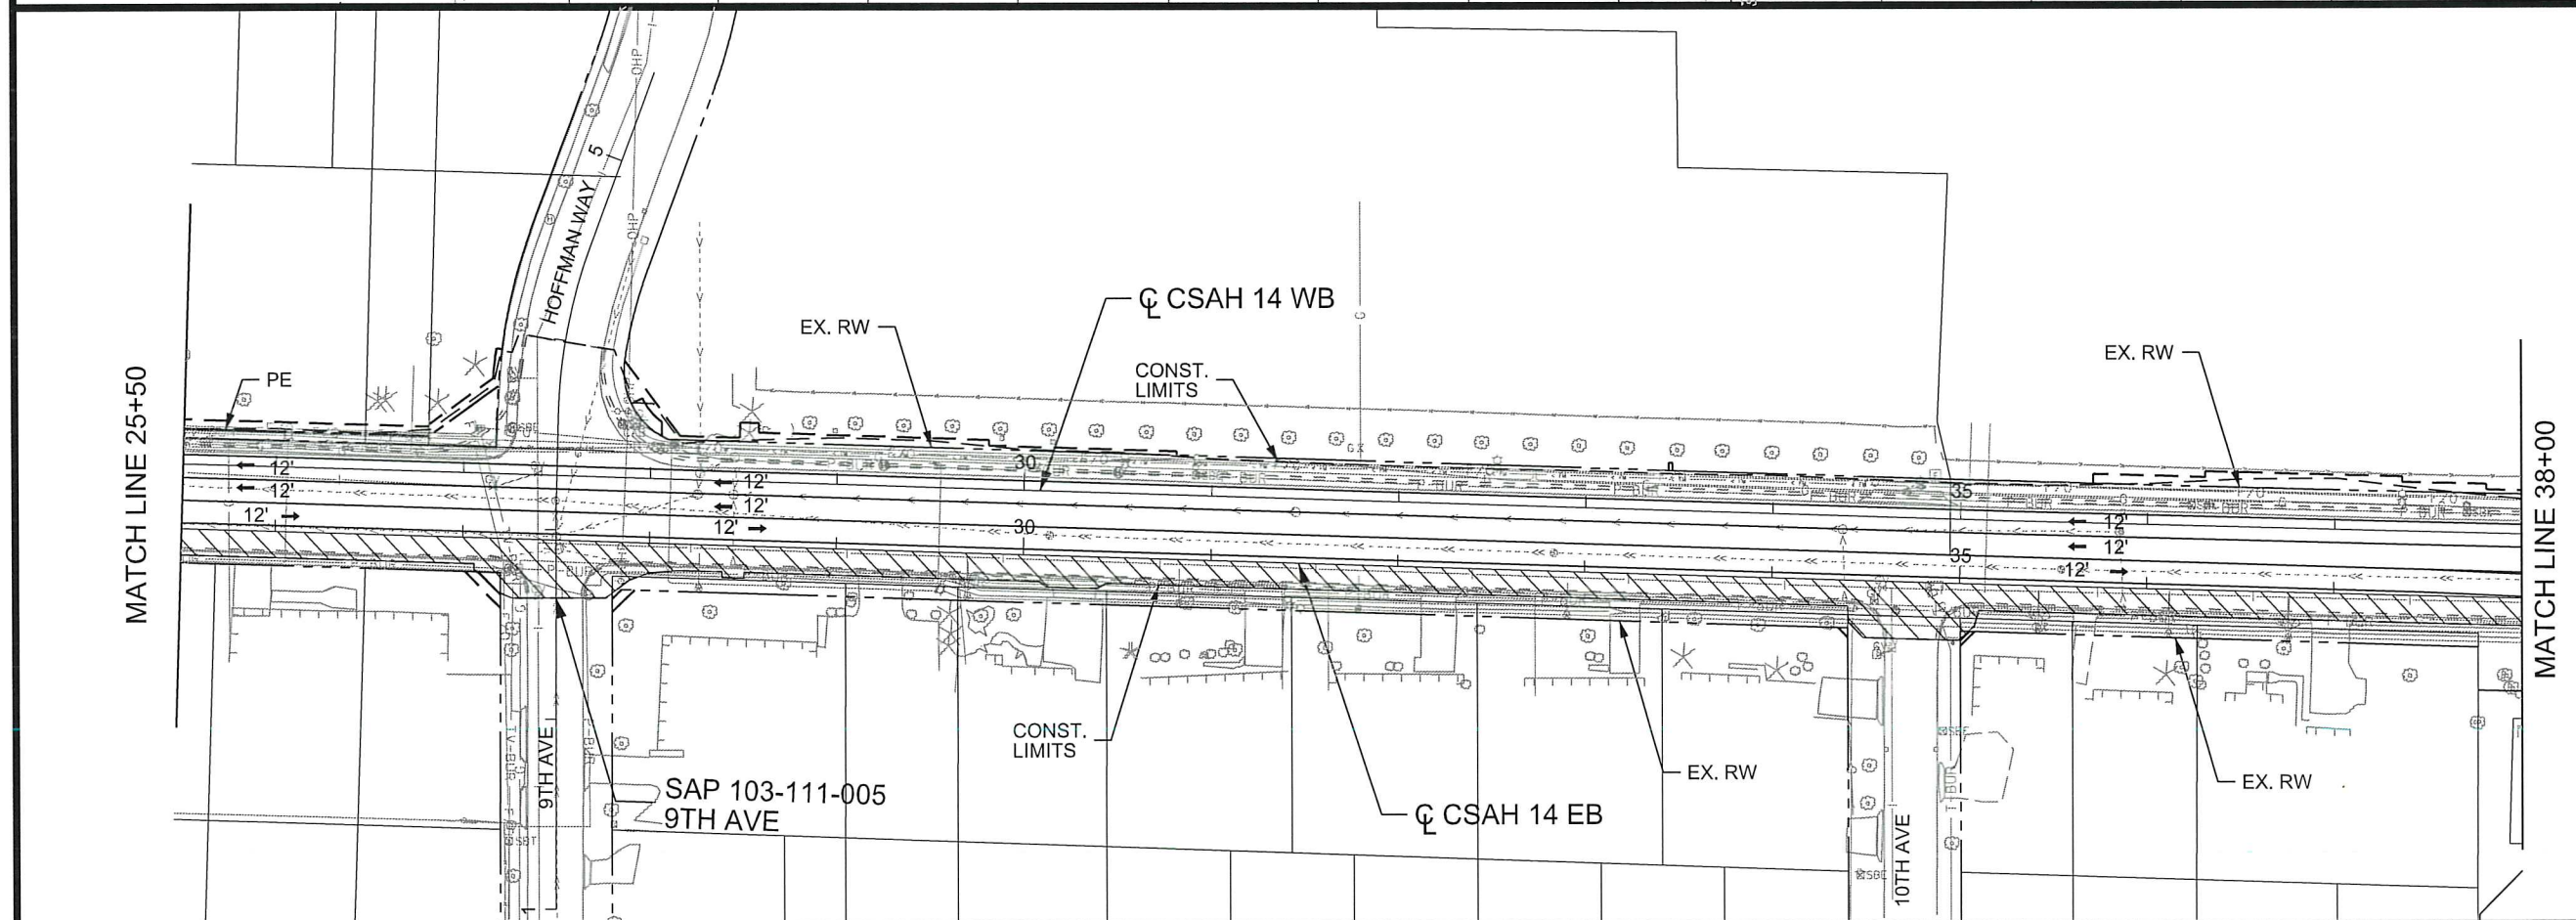 OHP
5
HOFFMAN WAY
OHP
℄ CSAH 14 WB
EX. RW
CONST.
LIMITS
EX. RW
PE
MATCH LINE 25+50
MATCH LINE 38+00
12'
12'
12'
12'
12'
12'
30
30
35
35
12'
12'
12'
CONST.
LIMITS
SAP 103-111-005
9TH AVE
9TH AVE
℄ CSAH 14 EB
EX. RW
EX. RW
10TH AVE
1